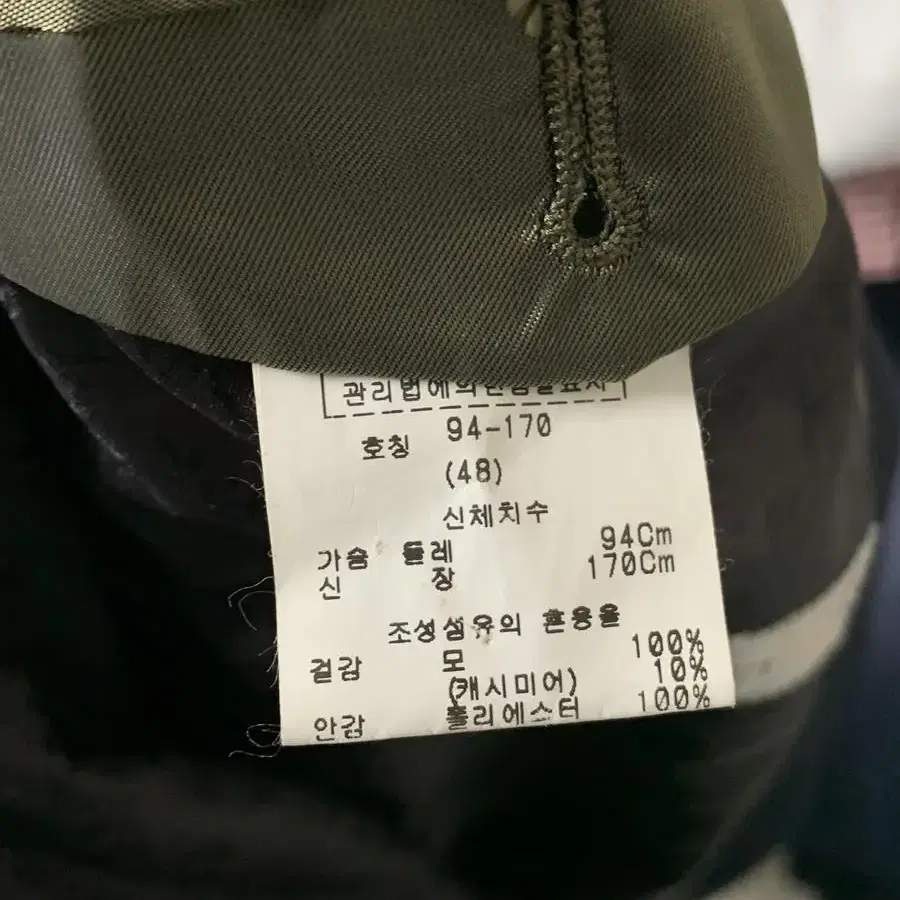 관리법에의한품질표시
호칭 94-170
(48)
신체치수
가슴 둘레 94Cm
신 장 170Cm
조성섬유의 혼용율
겉감 모 100%
(캐시미어) 10%
안감 폴리에스터 100%